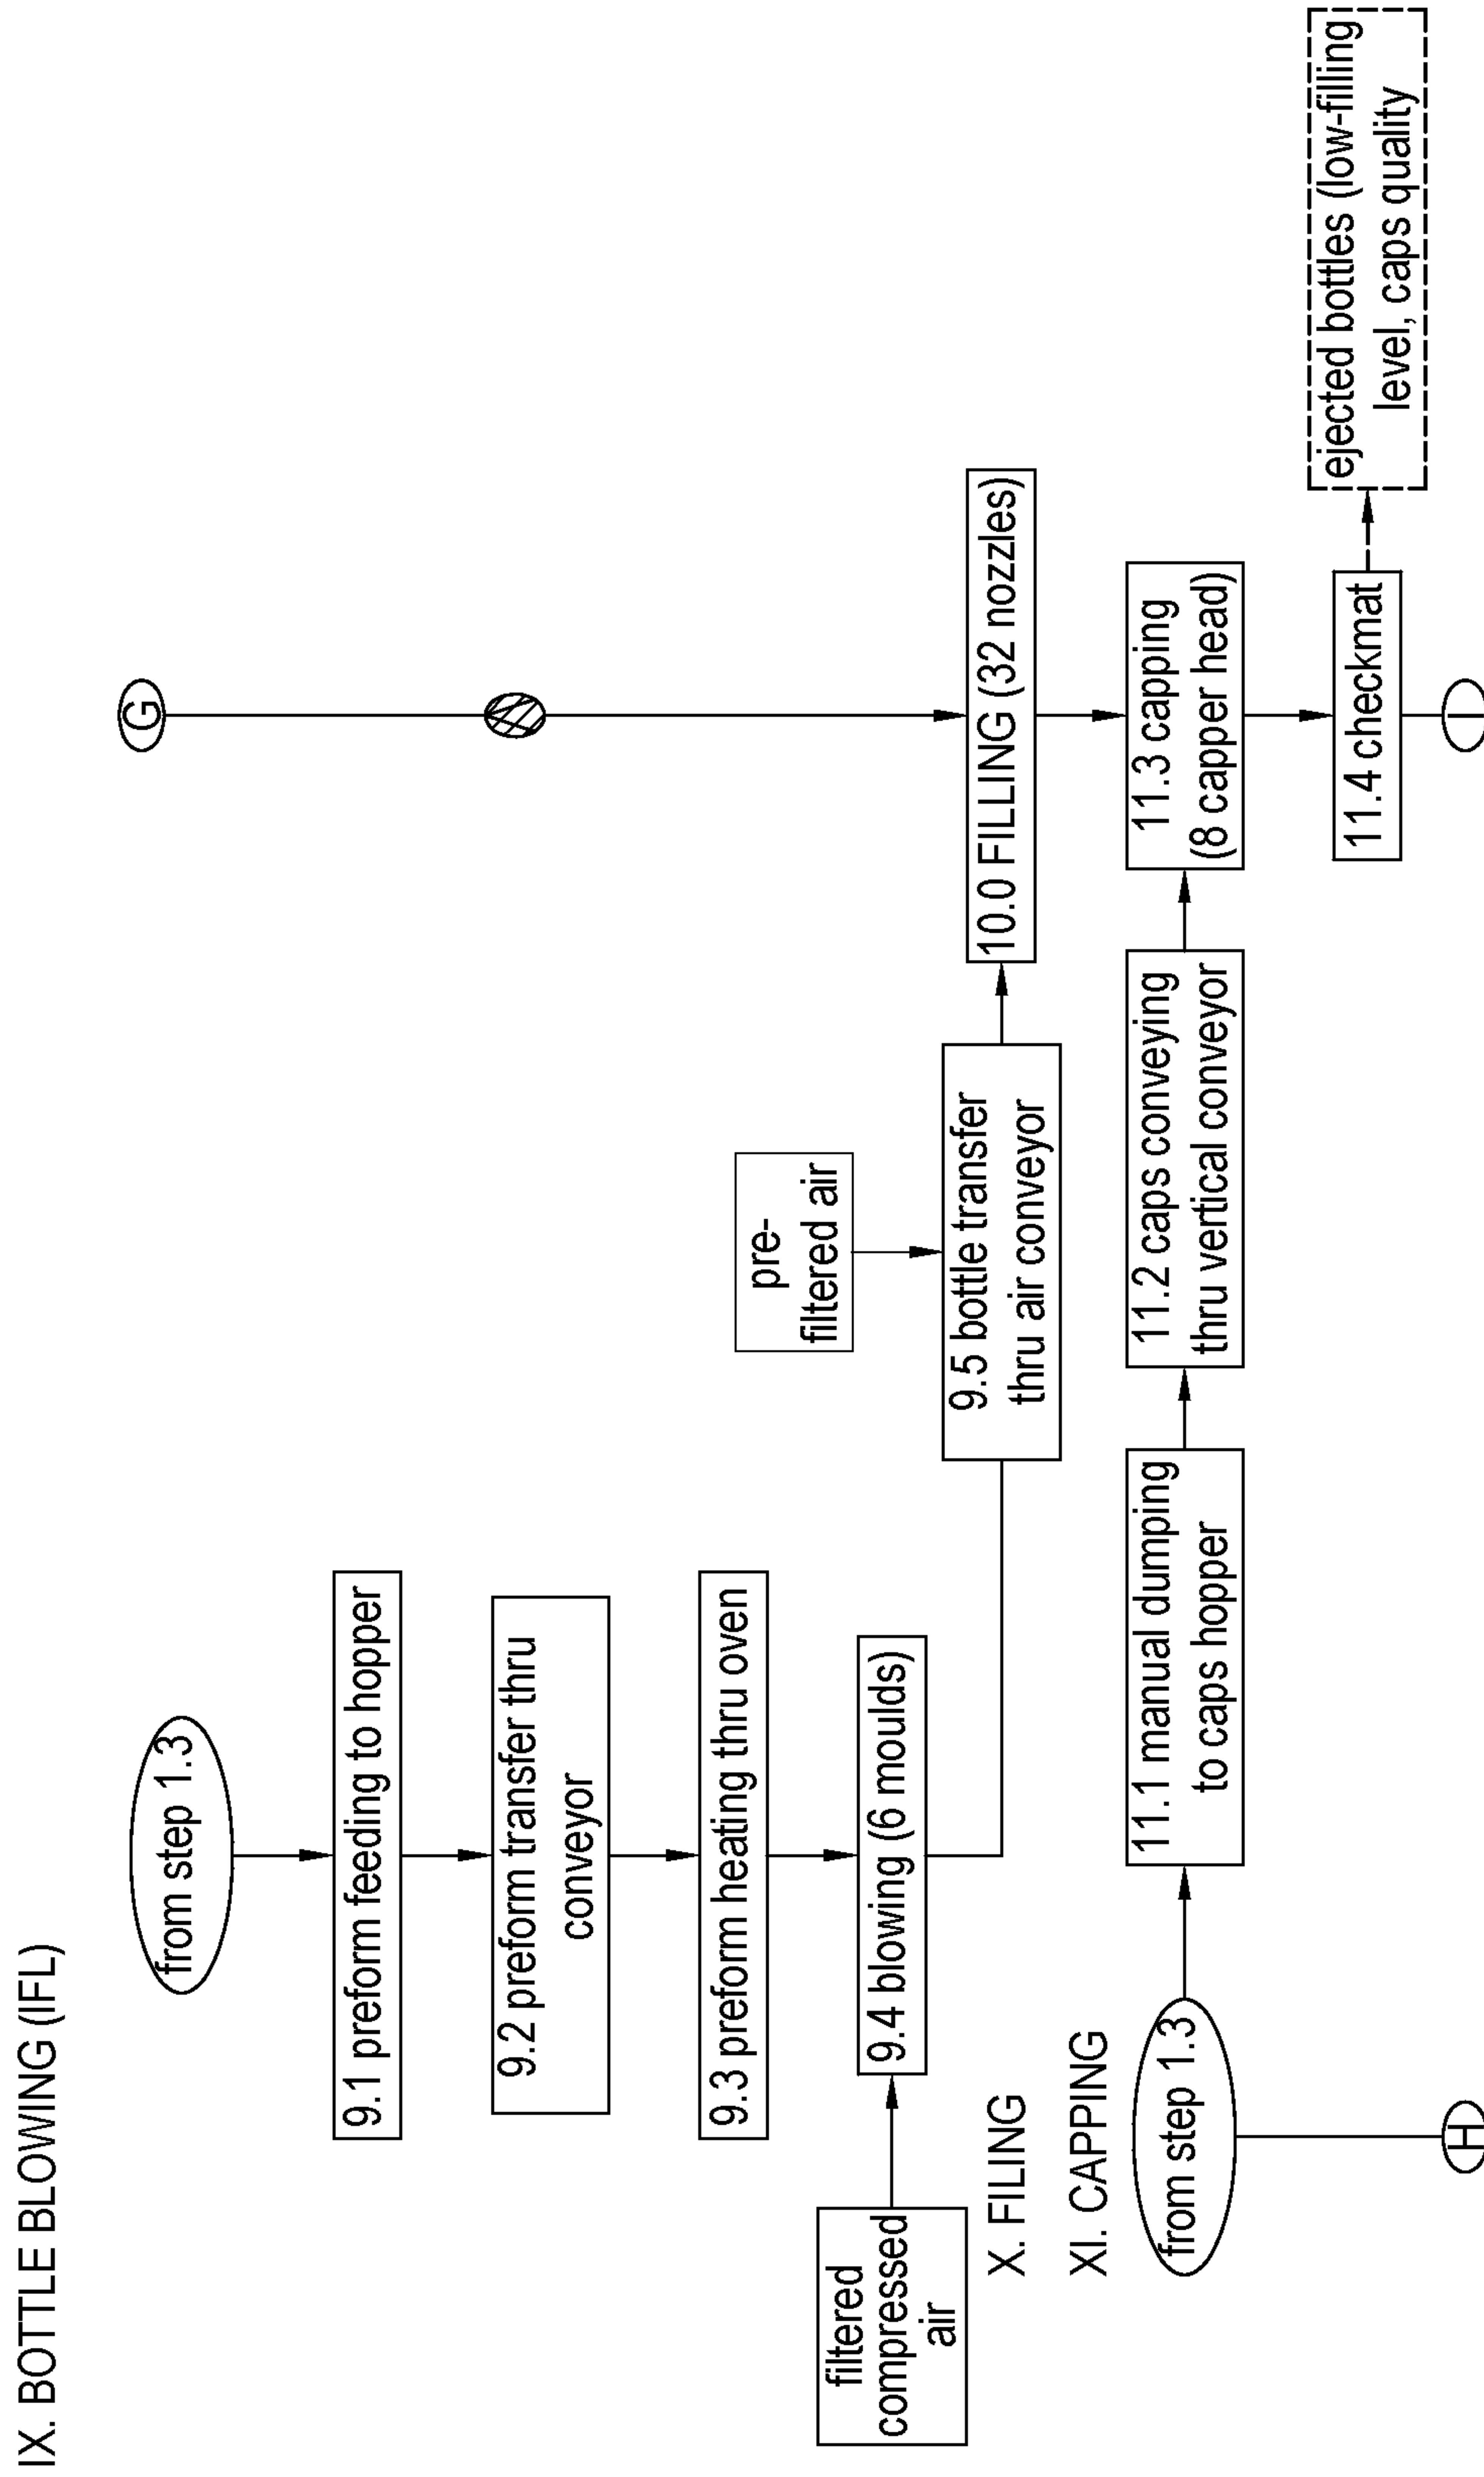 IX. BOTTLE BLOWING (IFL)
from step 1.3
G
9.1 preform feeding to hopper
9.2 preform transfer thru
conveyor
9.3 preform heating thru oven
filtered
compressed
air
9.4 blowing (6 moulds)
pre-
filtered air
9.5 bottle transfer
thru air conveyor
X. FILING
10.0 FILLING (32 nozzles)
XI. CAPPING
from step 1.3
11.1 manual dumping
to caps hopper
11.2 caps conveying
thru vertical conveyor
11.3 capping
(8 capper head)
11.4 checkmat
ejected bottles (low-filling
level, caps quality
H
I